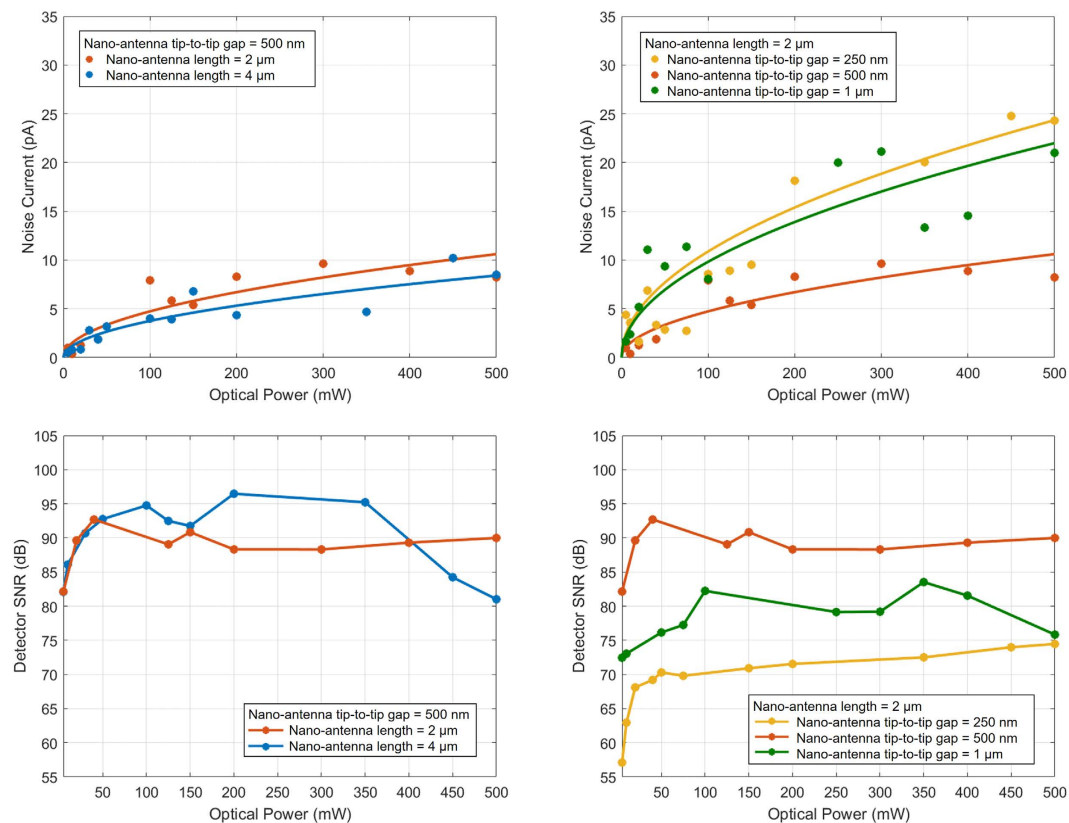 Noise Current (pA)
35
30
25
20
15
10
5
0
Nano-antenna tip-to-tip gap = 500 nm
Nano-antenna length = 2 µm
Nano-antenna length = 4 µm
0 100 200 300 400 500
Optical Power (mW)
Noise Current (pA)
35
30
25
20
15
10
5
0
Nano-antenna length = 2 µm
Nano-antenna tip-to-tip gap = 250 nm
Nano-antenna tip-to-tip gap = 500 nm
Nano-antenna tip-to-tip gap = 1 µm
0 100 200 300 400 500
Optical Power (mW)
Detector SNR (dB)
105
100
95
90
85
80
75
70
65
60
55
Nano-antenna tip-to-tip gap = 500 nm
Nano-antenna length = 2 µm
Nano-antenna length = 4 µm
50 100 150 200 250 300 350 400 450 500
Optical Power (mW)
Detector SNR (dB)
105
100
95
90
85
80
75
70
65
60
55
Nano-antenna length = 2 µm
Nano-antenna tip-to-tip gap = 250 nm
Nano-antenna tip-to-tip gap = 500 nm
Nano-antenna tip-to-tip gap = 1 µm
50 100 150 200 250 300 350 400 450 500
Optical Power (mW)